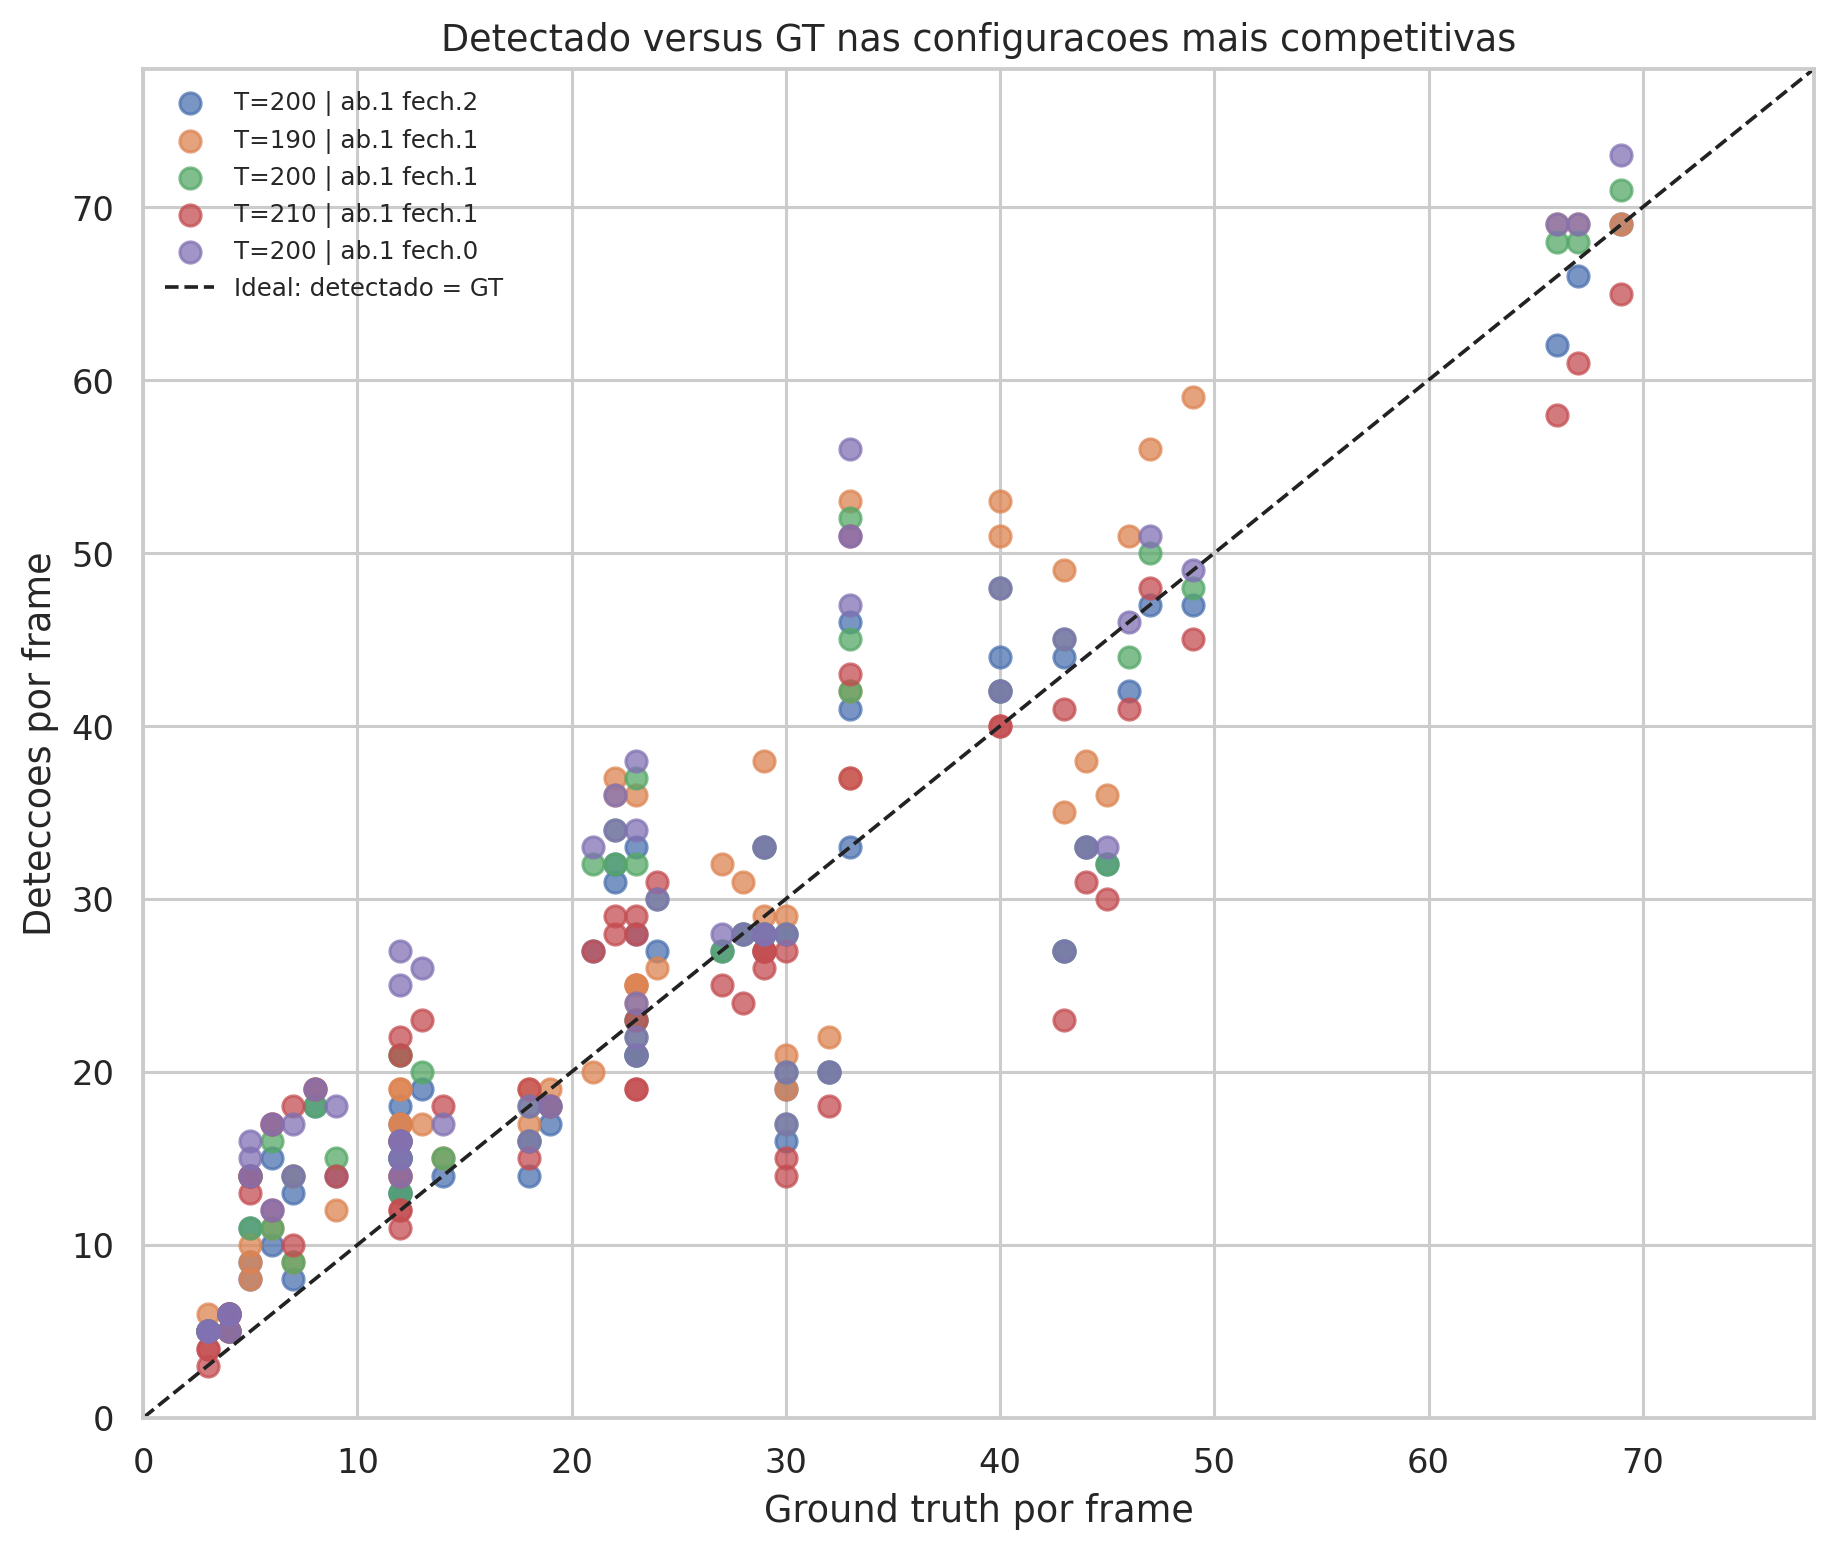 Detectado versus GT nas configuracoes mais competitivas
T=200 | ab.1 fech.2
T=190 | ab.1 fech.1
T=200 | ab.1 fech.1
T=210 | ab.1 fech.1
T=200 | ab.1 fech.0
Ideal: detectado = GT
Deteccoes por frame
70
60
50
40
30
20
10
0
0 10 20 30 40 50 60 70
Ground truth por frame